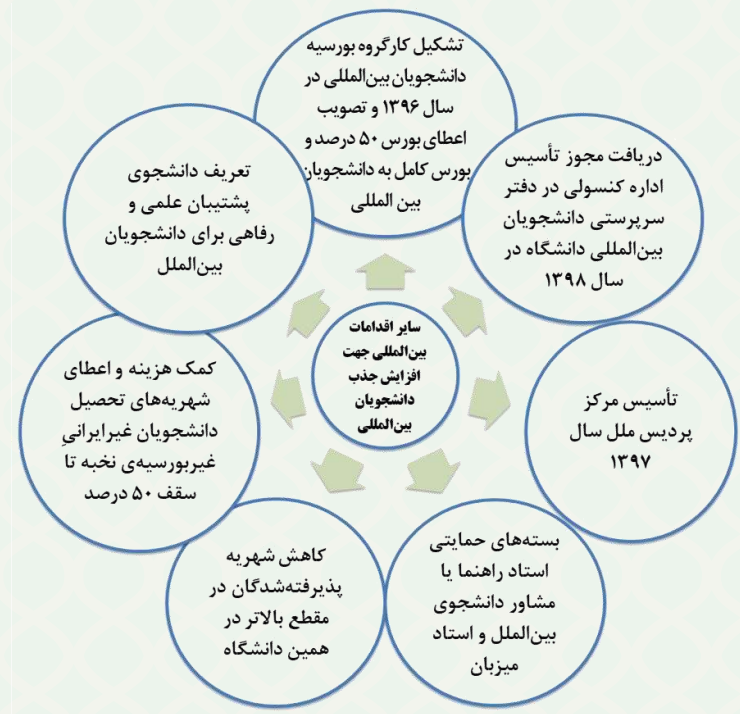 تشکیل کارگروه بورسیه
دانشجویان بین‌المللی در
سال ۱۳۹۶ و تصویب
اعطای بورس ۵۰ درصد و
بورس کامل به دانشجویان
بین المللی
دریافت مجوز تأسیس
اداره کنسولی در دفتر
سرپرستی دانشجویان
بین‌المللی دانشگاه در
سال ۱۳۹۸
تأسیس مرکز
پردیس ملل سال
۱۳۹۷
بسته‌های حمایتی
استاد راهنما یا
مشاور دانشجوی
بین‌الملل و استاد
میزبان
کاهش شهریه
پذیرفته‌شدگان در
مقطع بالاتر در
همین دانشگاه
کمک هزینه و اعطای
شهریه‌های تحصیل
دانشجویان غیرایرانیِ
غیربورسیه‌ی نخبه تا
سقف ۵۰ درصد
تعریف دانشجوی
پشتیبان علمی و
رفاهی برای دانشجویان
بین‌الملل
سایر اقدامات
بین‌المللی جهت
افزایش جذب
دانشجویان
بین‌المللی